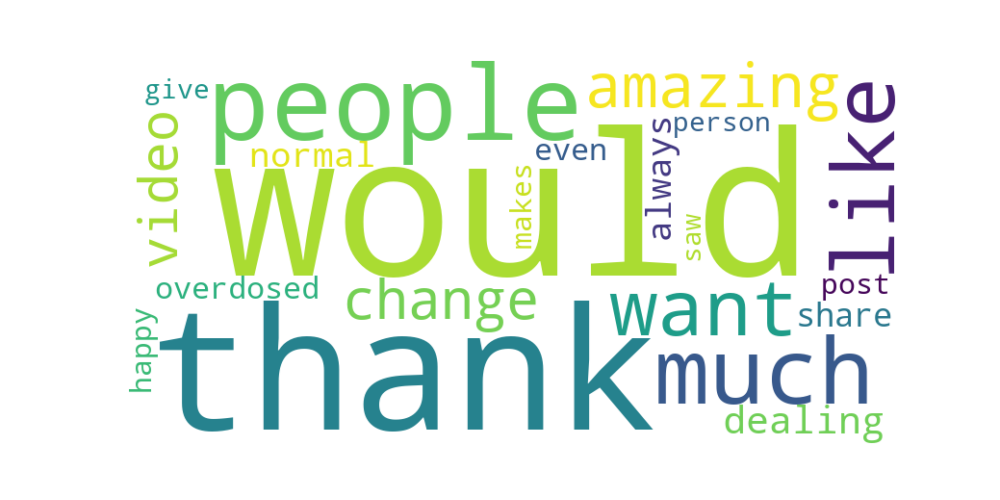 give
people
amazing
like
video
normal
even
always
person
would
makes
saw
overdosed
change
want
post
share
happy
thank
much
dealing